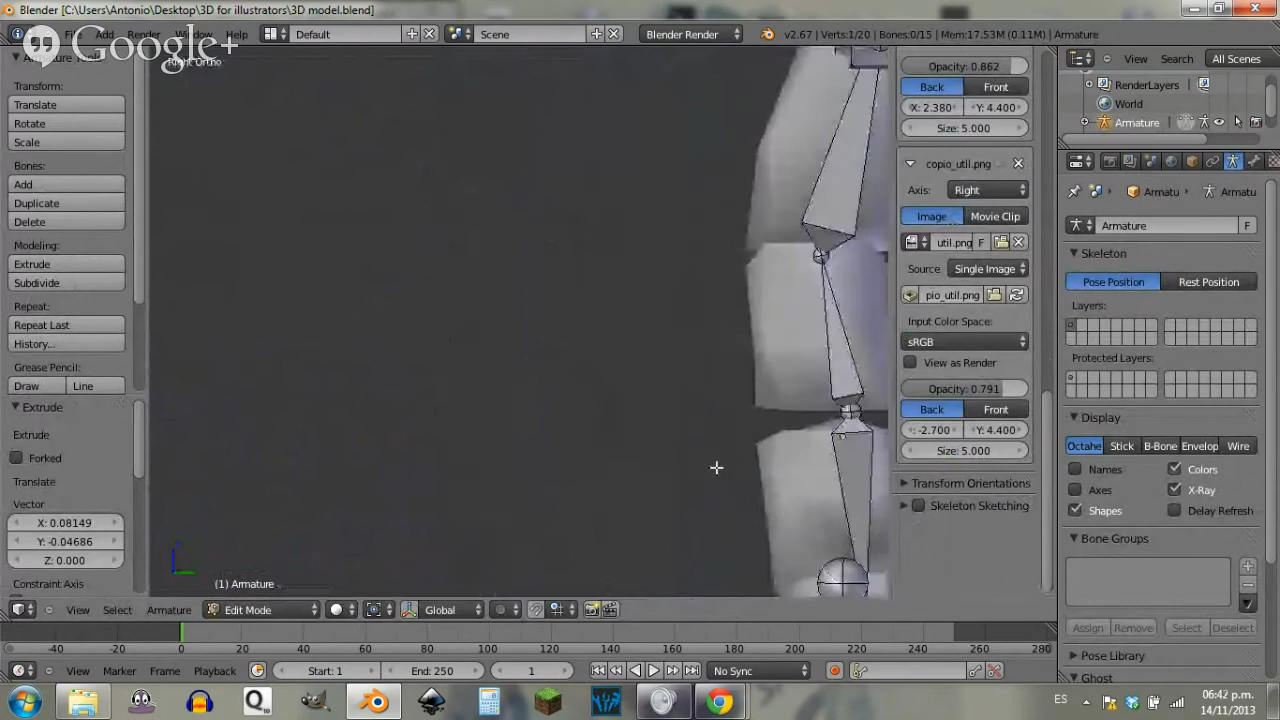 Blender [C:\Users\Antonio\Desktop\3D for illustrators\3D model.blend]
File Add Render Window Help Default Scene Blender Render v2.67 | Verts:1/20 | Bones:0/15 | Mem:17.53M (0.11M) | Armature
Google+
Right Ortho
Armature Tools
Transform:
Translate
Rotate
Scale
Bones:
Add
Duplicate
Delete
Modeling:
Extrude
Subdivide
Repeat:
Repeat Last
History...
Grease Pencil:
Draw Line
Extrude
Forked
Translate
Vector
X: 0.08149
Y: -0.04686
Z: 0.000
Constraint Axis
(1) Armature
Opacity: 0.862
Back Front
X: 2.380 Y: 4.400
Size: 5.000
copio_util.png
Axis: Right
Image Movie Clip
util.png F
Source Single Image
pio_util.png
Input Color Space:
sRGB
View as Render
Opacity: 0.791
Back Front
: -2.700 Y: 4.400
Size: 5.000
Transform Orientations
Skeleton Sketching
View Search All Scenes
RenderLayers
World
Armature
Armatu Armatu
Armature F
Skeleton
Pose Position Rest Position
Layers:
Protected Layers:
Display
Octahe Stick B-Bone Envelop Wire
Names Colors
Axes X-Ray
Shapes Delay Refresh
Bone Groups
Assign Remove Select Deselect
Pose Library
Ghost
View Select Armature Edit Mode Global
-40 -20 0 20 40 60 80 100 120 140 160 180 200 220 240 260 280
View Marker Frame Playback Start: 1 End: 250 1 No Sync
ES 06:42 p.m.
14/11/2013